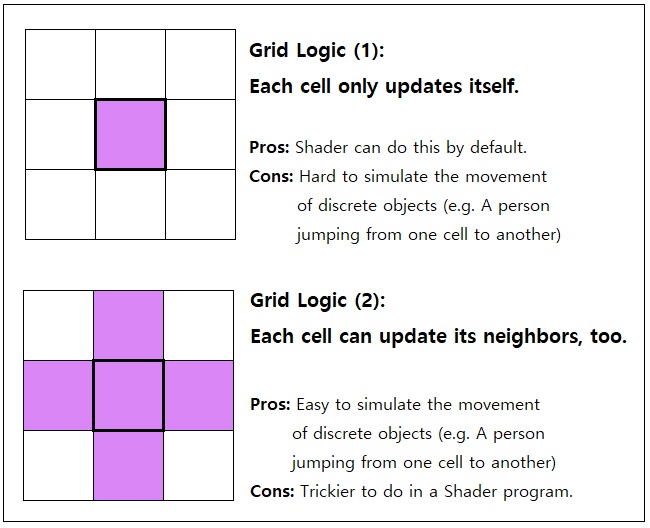 Grid Logic (1):
Each cell only updates itself.
Pros: Shader can do this by default.
Cons: Hard to simulate the movement
of discrete objects (e.g. A person
jumping from one cell to another)
Grid Logic (2):
Each cell can update its neighbors, too.
Pros: Easy to simulate the movement
of discrete objects (e.g. A person
jumping from one cell to another)
Cons: Trickier to do in a Shader program.